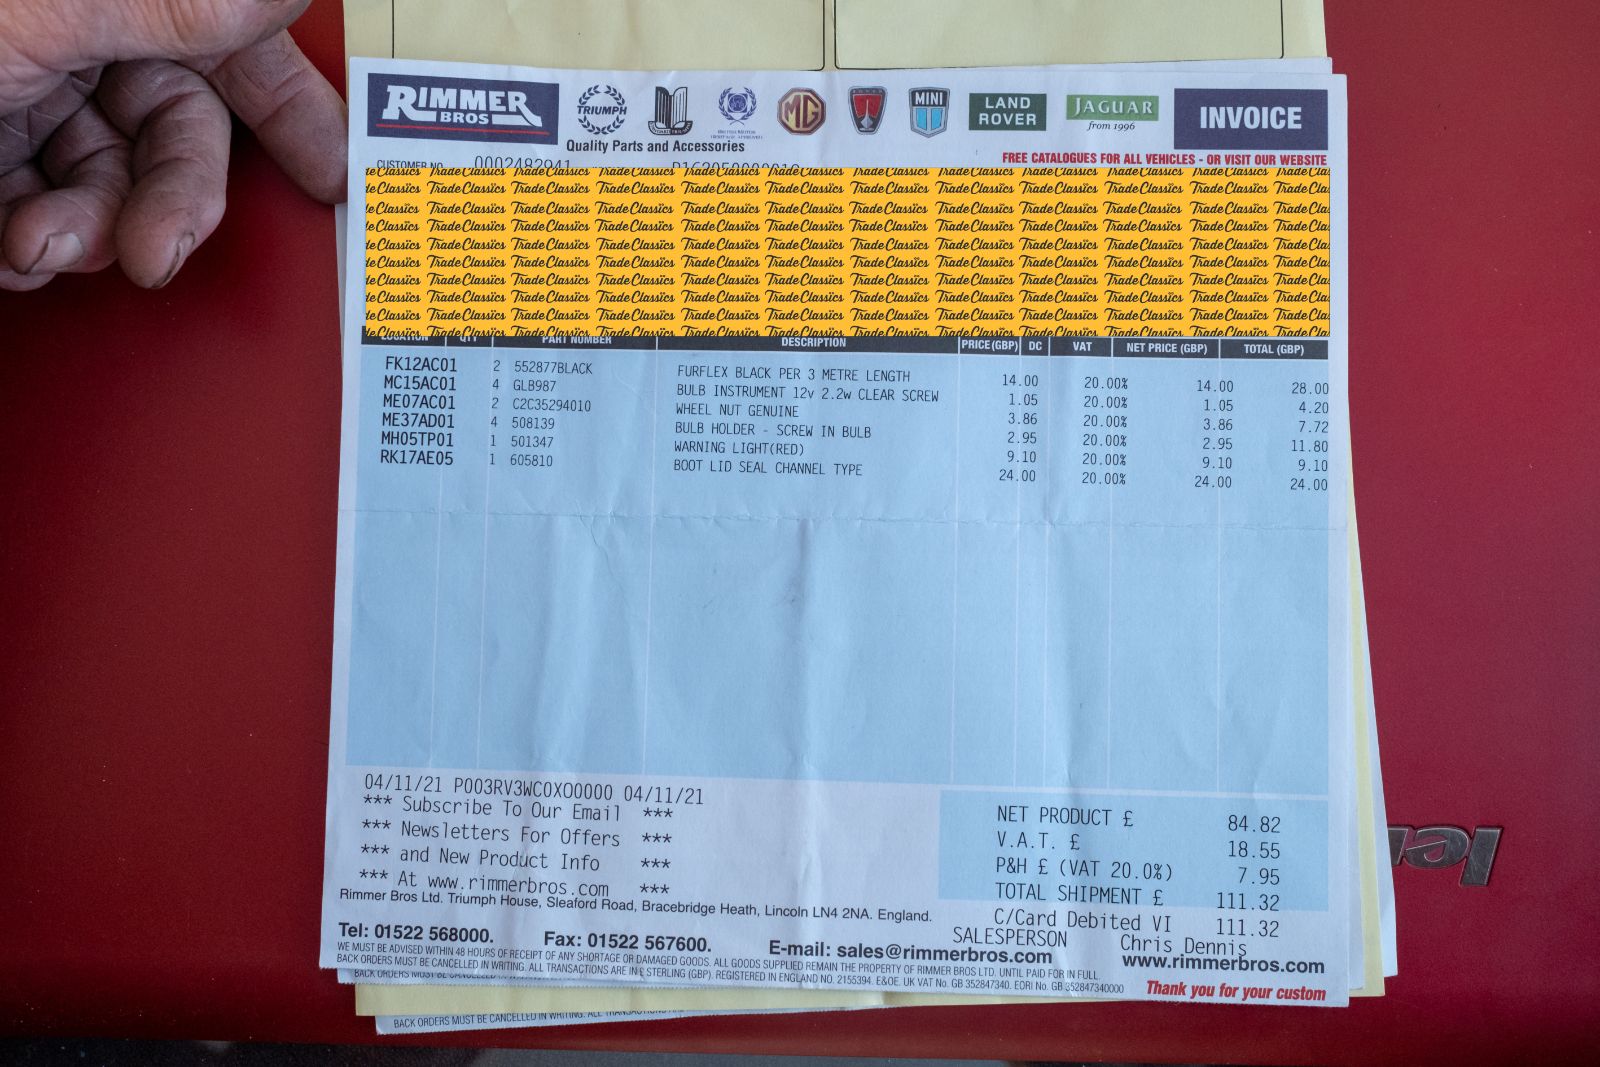 RIMMER BROS
TRIUMPH
MG
ROVER
MINI
LAND ROVER
JAGUAR
from 1996
INVOICE
Quality Parts and Accessories
FREE CATALOGUES FOR ALL VEHICLES - OR VISIT OUR WEBSITE
CUSTOMER NO. 0002482941
Trade Classics
LOCATION QTY PART NUMBER DESCRIPTION PRICE (GBP) DC VAT NET PRICE (GBP) TOTAL (GBP)
FK12AC01 2 552877BLACK FURFLEX BLACK PER 3 METRE LENGTH 14.00 20.00% 14.00 28.00
MC15AC01 4 GLB987 BULB INSTRUMENT 12v 2.2w CLEAR SCREW 1.05 20.00% 1.05 4.20
ME07AC01 2 C2C35294010 WHEEL NUT GENUINE 3.86 20.00% 3.86 7.72
ME37AD01 4 508139 BULB HOLDER - SCREW IN BULB 2.95 20.00% 2.95 11.80
MH05TP01 1 501347 WARNING LIGHT(RED) 9.10 20.00% 9.10 9.10
RK17AE05 1 605810 BOOT LID SEAL CHANNEL TYPE 24.00 20.00% 24.00 24.00
04/11/21 P003RV3WC0XO0000 04/11/21
*** Subscribe To Our Email ***
*** Newsletters For Offers ***
*** and New Product Info ***
*** At www.rimmerbros.com ***
NET PRODUCT £ 84.82
V.A.T. £ 18.55
P&H £ (VAT 20.0%) 7.95
TOTAL SHIPMENT £ 111.32
C/Card Debited VI 111.32
SALESPERSON Chris Dennis
Rimmer Bros Ltd. Triumph House, Sleaford Road, Bracebridge Heath, Lincoln LN4 2NA. England.
Tel: 01522 568000. Fax: 01522 567600. E-mail: sales@rimmerbros.com www.rimmerbros.com
WE MUST BE ADVISED WITHIN 48 HOURS OF RECEIPT OF ANY SHORTAGE OR DAMAGED GOODS. ALL GOODS SUPPLIED REMAIN THE PROPERTY OF RIMMER BROS LTD. UNTIL PAID FOR IN FULL.
BACK ORDERS MUST BE CANCELLED IN WRITING. ALL TRANSACTIONS ARE IN £ STERLING (GBP). REGISTERED IN ENGLAND NO. 2155394. E&OE. UK VAT No. GB 352847340. EORI No. GB 352847340000
Thank you for your custom
BACK ORDERS MUST BE CANCELLED IN WRITING. ALL